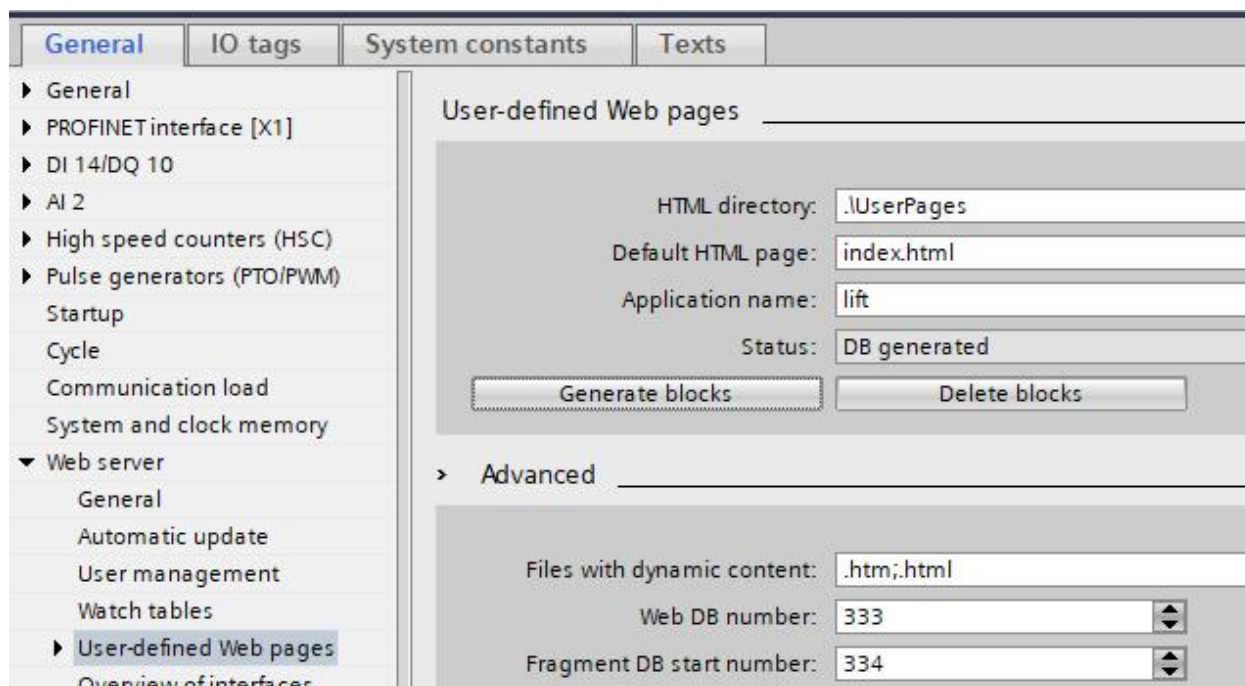 General IO tags System constants Texts
General
PROFINET interface [X1]
DI 14/DQ 10
AI 2
High speed counters (HSC)
Pulse generators (PTO/PWM)
Startup
Cycle
Communication load
System and clock memory
Web server
General
Automatic update
User management
Watch tables
User-defined Web pages
Overview of interfaces
User-defined Web pages
HTML directory: .\UserPages
Default HTML page: index.html
Application name: lift
Status: DB generated
Generate blocks Delete blocks
Advanced
Files with dynamic content: .htm;.html
Web DB number: 333
Fragment DB start number: 334